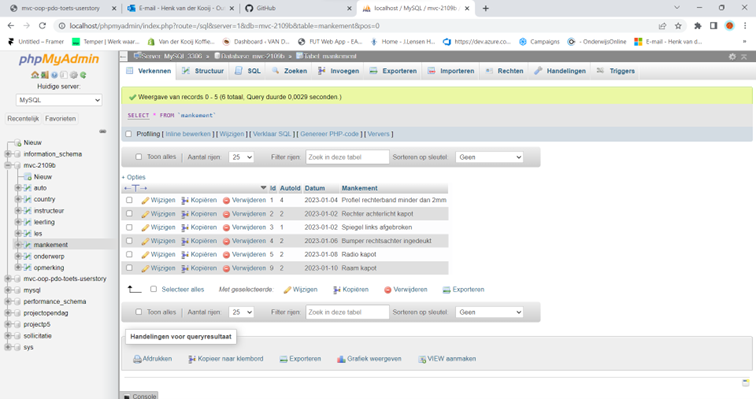 mvc-oop-pdo-toets-userstory
E-mail - Henk van der Kooij - O
GitHub
localhost / MySQL / mvc-2109b
localhost/phpmyadmin/index.php?route=/sql&server=1&db=mvc-2109b&table=mankement&pos=0
Untitled – Framer
Temper | Werk waar...
Van der Kooij Koffie...
Dashboard - VAN D...
FUT Web App - EA...
Home - J.Lensen H...
https://dev.azure.co...
Campaigns
- OnderwijsOnline
E-mail - Henk van d...
phpMyAdmin
Huidige server:
MySQL
Recentelijk Favorieten
Nieuw
information_schema
mvc-2109b
Nieuw
auto
country
instructeur
leerling
les
mankement
onderwerp
opmerking
mvc-oop-pdo-toets-userstory
mysql
performance_schema
phpprojectopendag
projectp5
sollicitatie
sys
Server: MySQL:3306 » Database: mvc-2109b » Tabel: mankement
Verkennen Structuur SQL Zoeken Invoegen Exporteren Importeren Rechten Handelingen Triggers
Weergave van records 0 - 5 (6 totaal, Query duurde 0,0029 seconden.)
SELECT * FROM `mankement`
Profiling [ Inline bewerken ] [ Wijzigen ] [ Verklaar SQL ] [ Genereer PHP-code ] [ Ververs ]
Toon alles Aantal rijen: 25 Filter rijen: Zoek in deze tabel Sorteren op sleutel: Geen
+ Opties
Id AutoId Datum Mankement
Wijzigen Kopiëren Verwijderen 1 4 2023-01-04 Profiel rechterband minder dan 2mm
Wijzigen Kopiëren Verwijderen 2 2 2023-01-02 Rechter achterlicht kapot
Wijzigen Kopiëren Verwijderen 3 1 2023-01-02 Spiegel links afgebroken
Wijzigen Kopiëren Verwijderen 4 2 2023-01-06 Bumper rechtsachter ingedeukt
Wijzigen Kopiëren Verwijderen 5 2 2023-01-08 Radio kapot
Wijzigen Kopiëren Verwijderen 9 2 2023-01-10 Raam kapot
Selecteer alles Met geselecteerde: Wijzigen Kopiëren Verwijderen Exporteren
Toon alles Aantal rijen: 25 Filter rijen: Zoek in deze tabel Sorteren op sleutel: Geen
Handelingen voor queryresultaat
Afdrukken Kopieer naar klembord Exporteren Grafiek weergeven VIEW aanmaken
Console